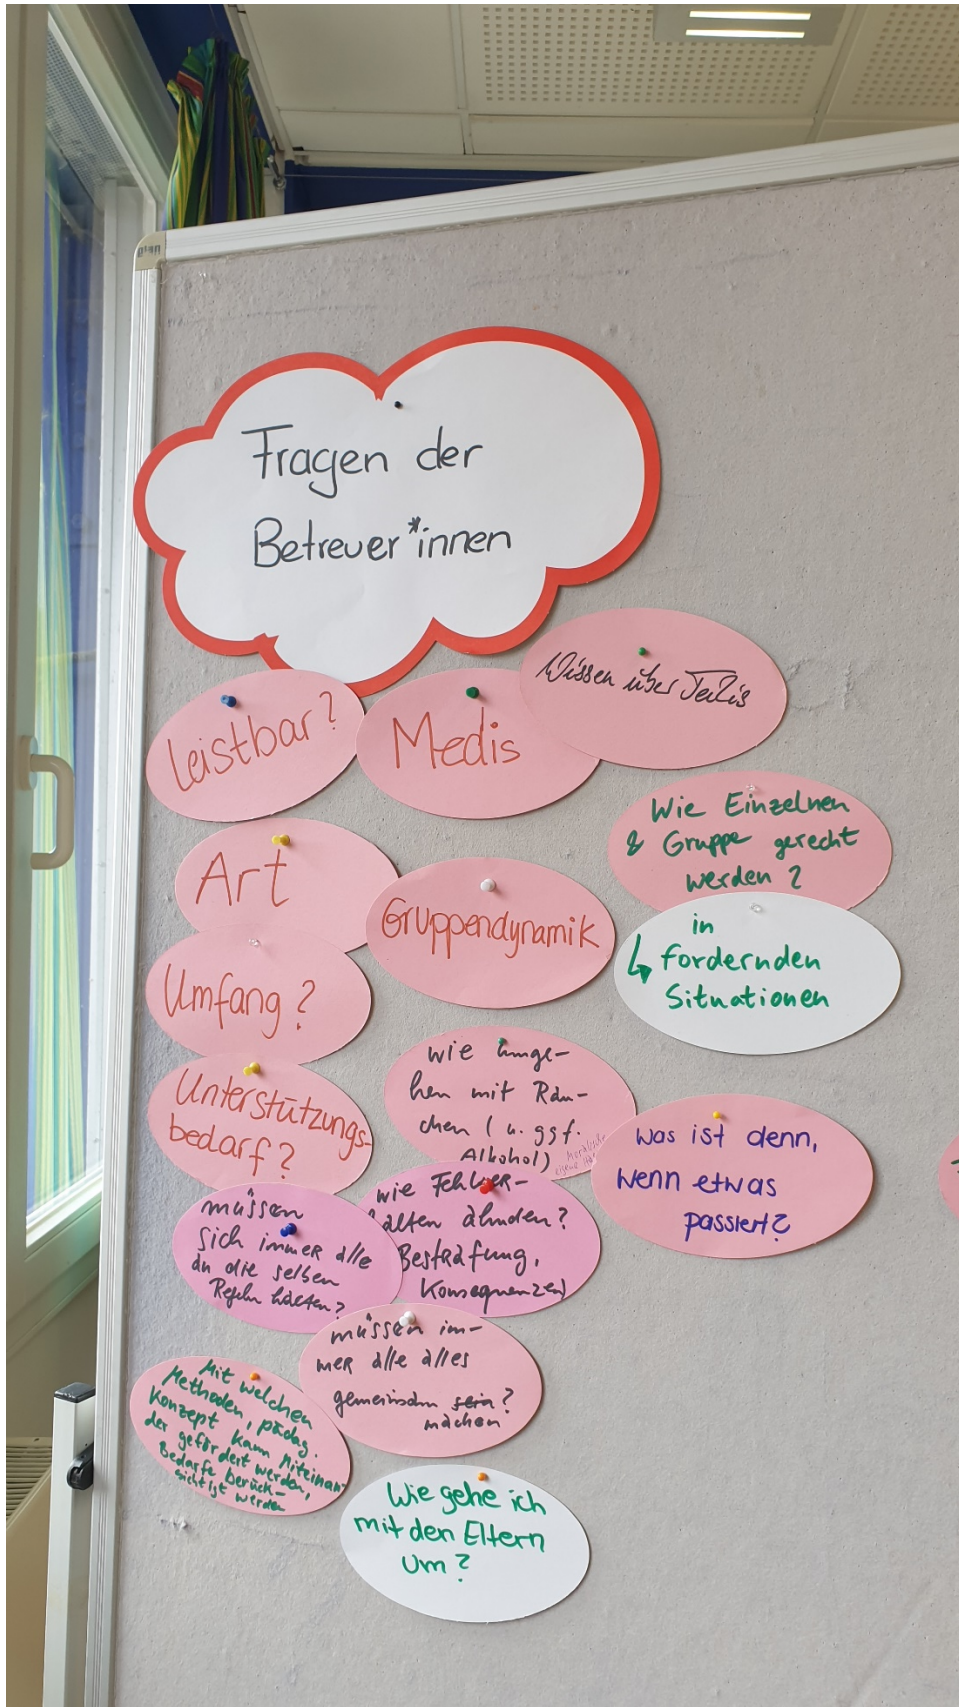 Fragen der
Betreuer*innen
Leistbar?
Medis
Wissen über Teilis
Art
Gruppendynamik
Wie Einzelnen
& Gruppe gerecht
werden?
↳ in
fordernden
Situationen
Umfang?
Unterstützungs-
bedarf?
wie umge-
hen mit Rau-
chen (u. ggf.
Alkohol)
was ist denn,
wenn etwas
passiert?
müssen
sich immer alle
an die selben
Regeln halten?
wie Fehlver-
halten ahnden?
Bestrafung,
Konsequenzen
müssen im-
mer alle alles
gemeinsam sein?
machen
Mit welchen
Methoden, pädag.
Konzept kann Miteinan-
der gefördert werden,
Bedarfe berück-
sichtigt werden
Wie gehe ich
mit den Eltern
um?